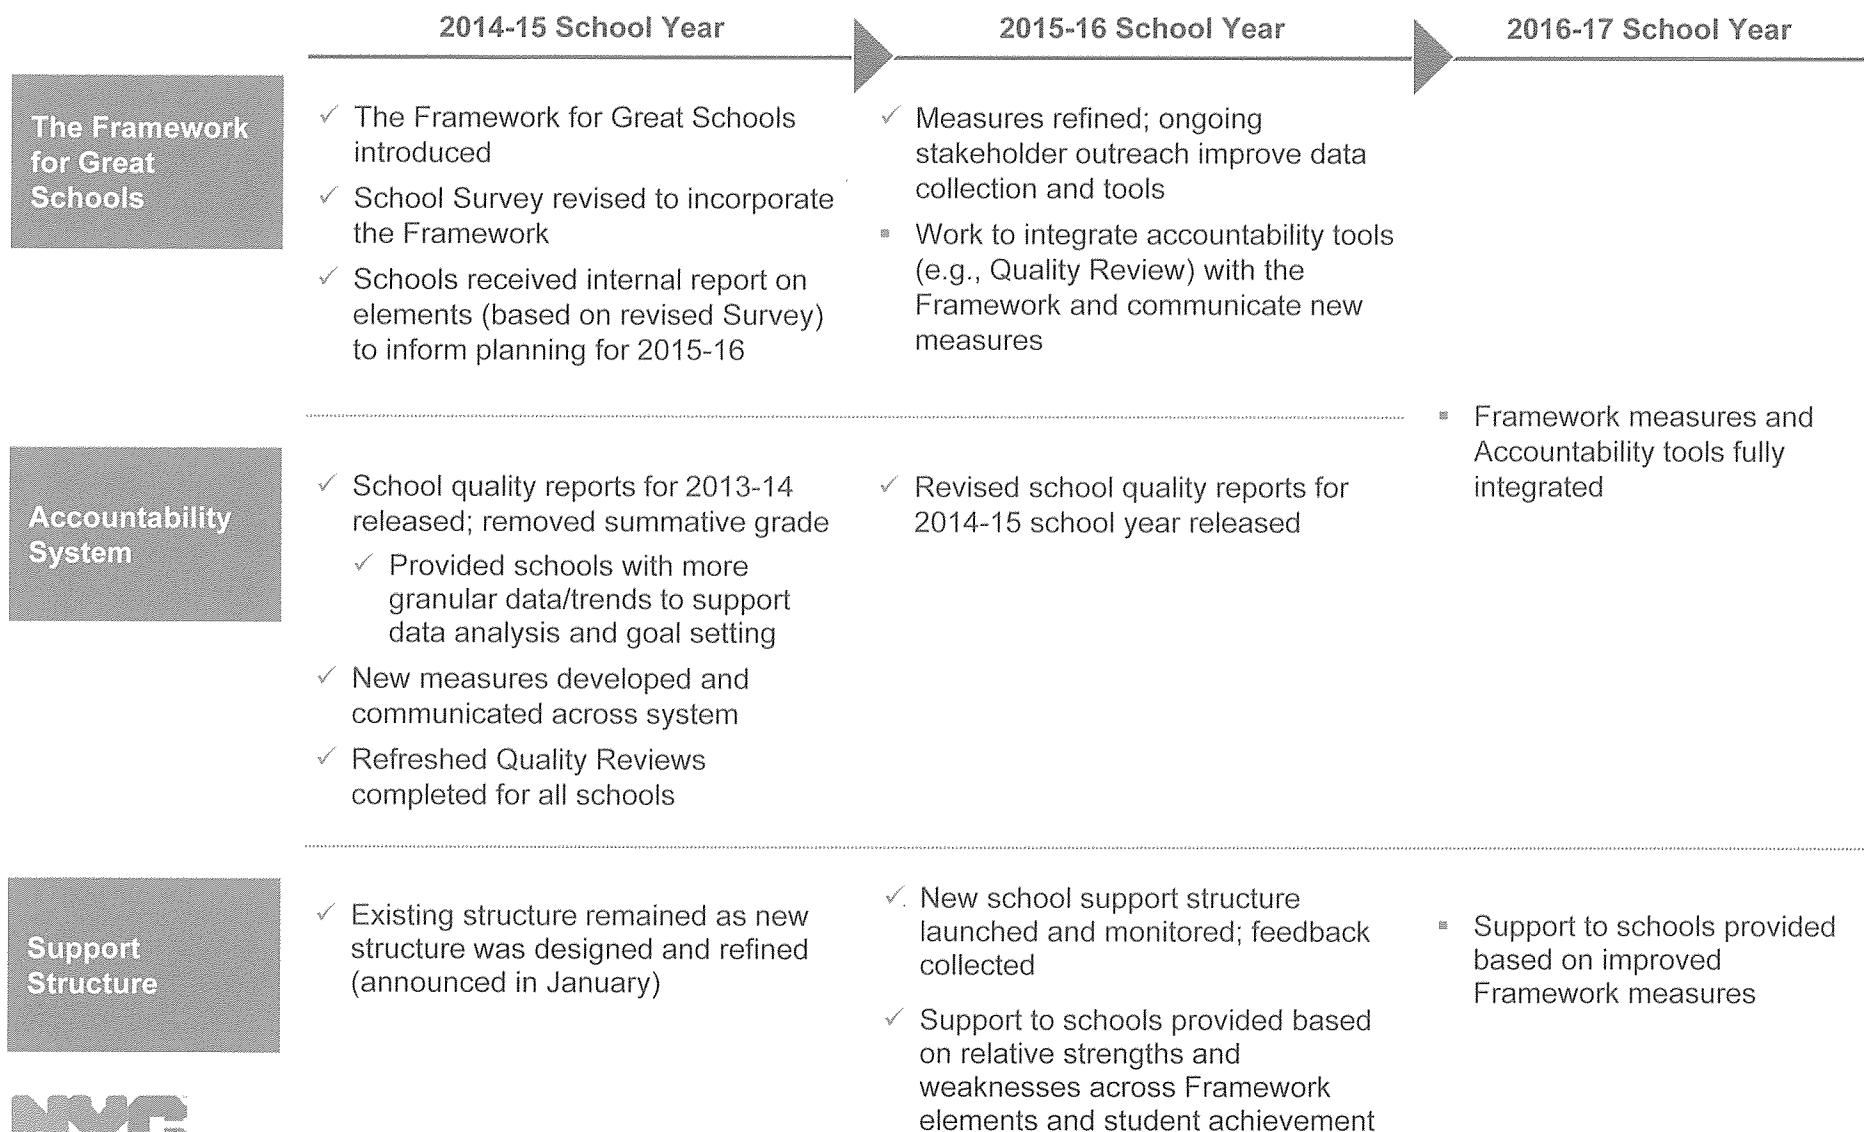 2014-15 School Year
2015-16 School Year
2016-17 School Year
The Framework
for Great
Schools
✓ The Framework for Great Schools
introduced
✓ School Survey revised to incorporate
the Framework
✓ Schools received internal report on
elements (based on revised Survey)
to inform planning for 2015-16
✓ Measures refined; ongoing
stakeholder outreach improve data
collection and tools
▪ Work to integrate accountability tools
(e.g., Quality Review) with the
Framework and communicate new
measures
▪ Framework measures and
Accountability tools fully
integrated
Accountability
System
✓ School quality reports for 2013-14
released; removed summative grade
✓ Provided schools with more
granular data/trends to support
data analysis and goal setting
✓ New measures developed and
communicated across system
✓ Refreshed Quality Reviews
completed for all schools
✓ Revised school quality reports for
2014-15 school year released
Support
Structure
✓ Existing structure remained as new
structure was designed and refined
(announced in January)
✓ New school support structure
launched and monitored; feedback
collected
✓ Support to schools provided based
on relative strengths and
weaknesses across Framework
elements and student achievement
▪ Support to schools provided
based on improved
Framework measures
NYC